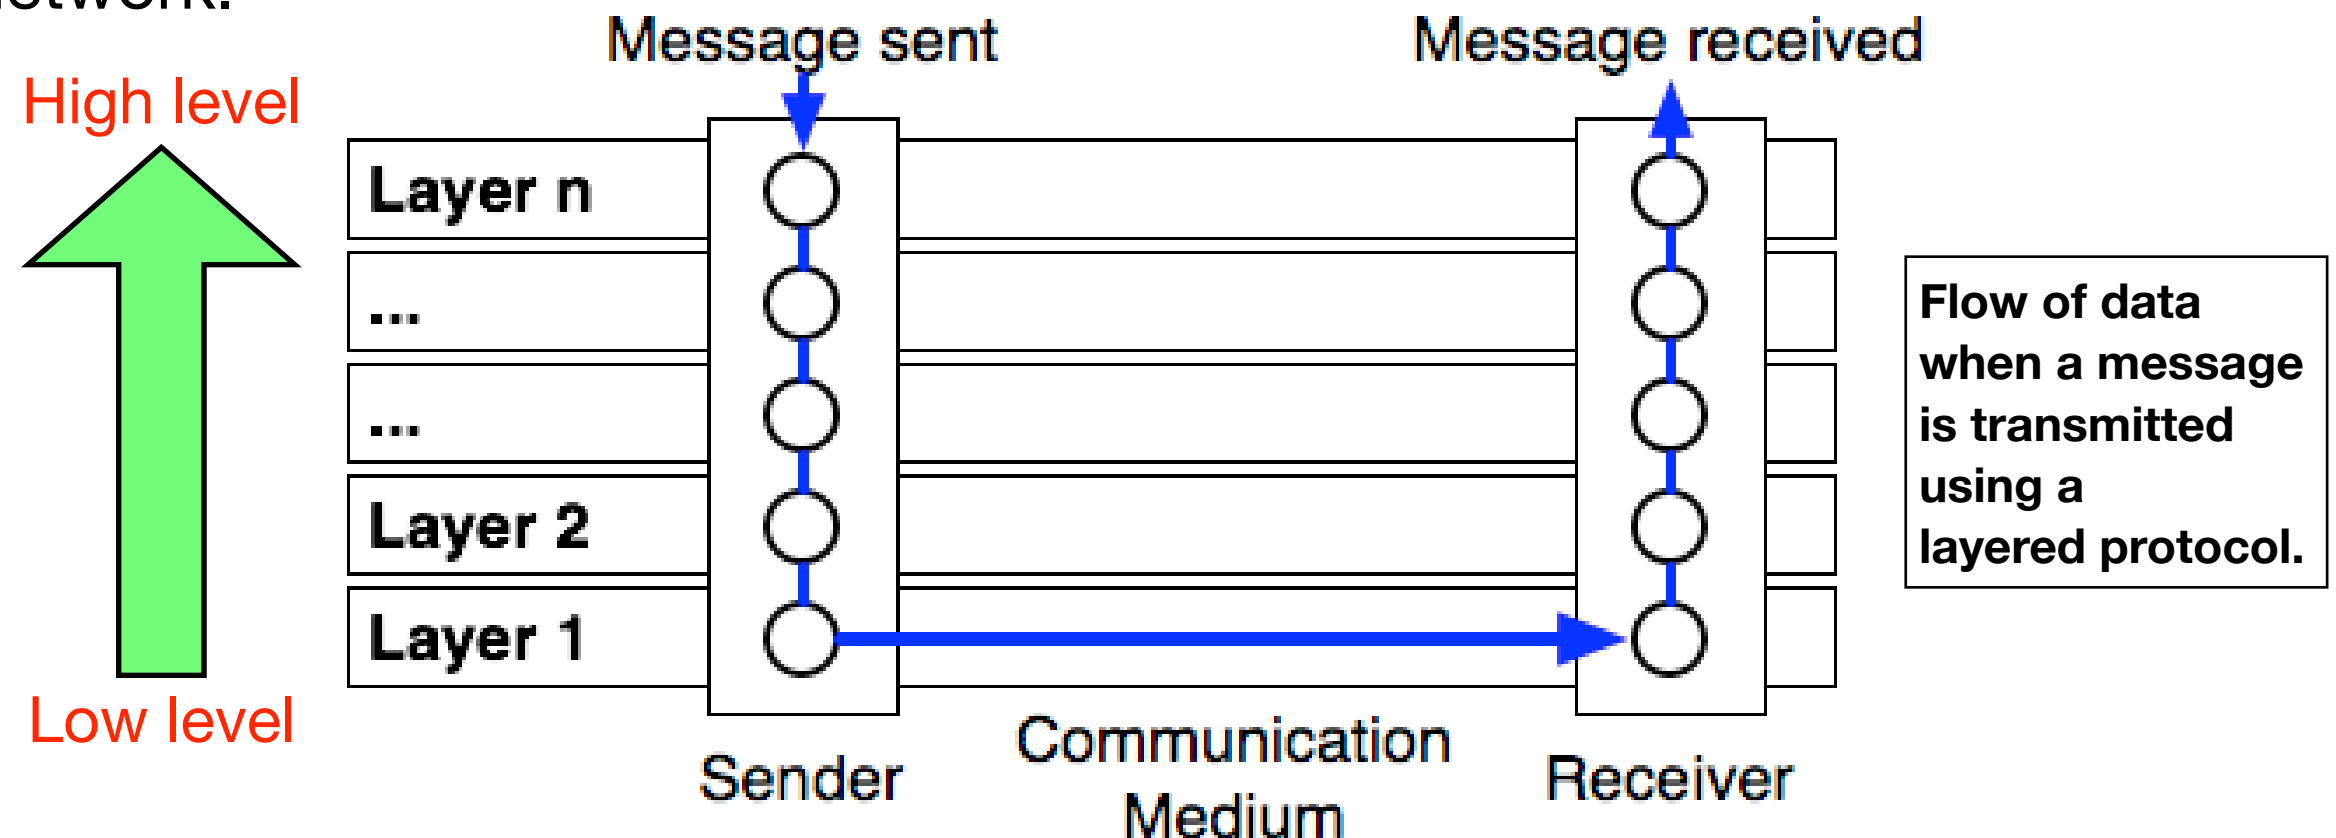 network.
Message sent
Message received
High level
Layer n
...
...
Layer 2
Layer 1
Low level
Flow of data
when a message
is transmitted
using a
layered protocol.
Sender
Communication
Medium
Receiver